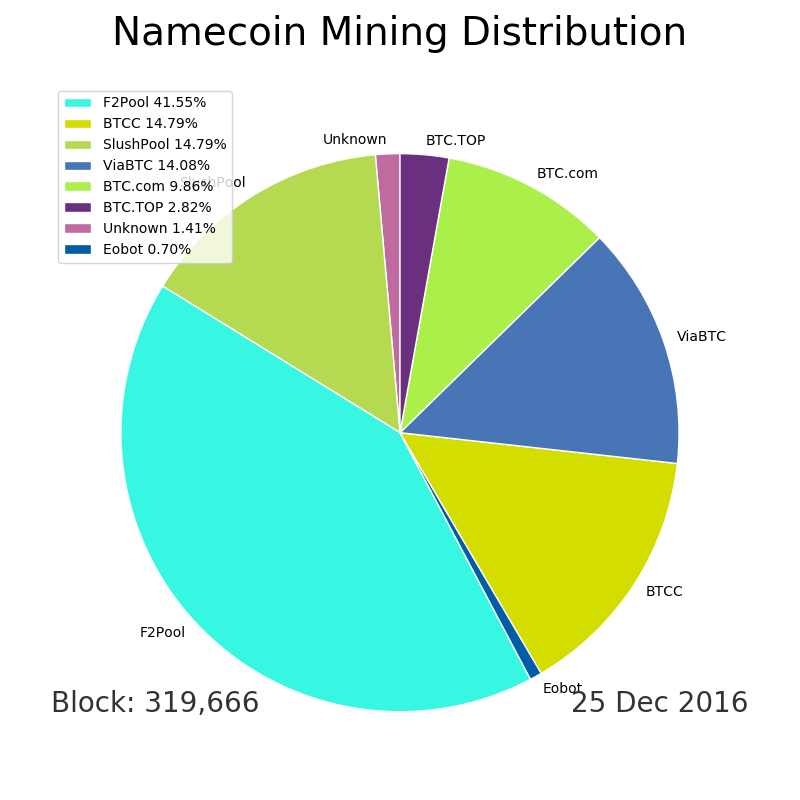 Namecoin Mining Distribution
F2Pool 41.55%
BTCC 14.79%
SlushPool 14.79%
ViaBTC 14.08%
BTC.com 9.86%
BTC.TOP 2.82%
Unknown 1.41%
Eobot 0.70%
Unknown
BTC.TOP
BTC.com
SlushPool
ViaBTC
BTCC
F2Pool
Eobot
Block: 319,666
25 Dec 2016